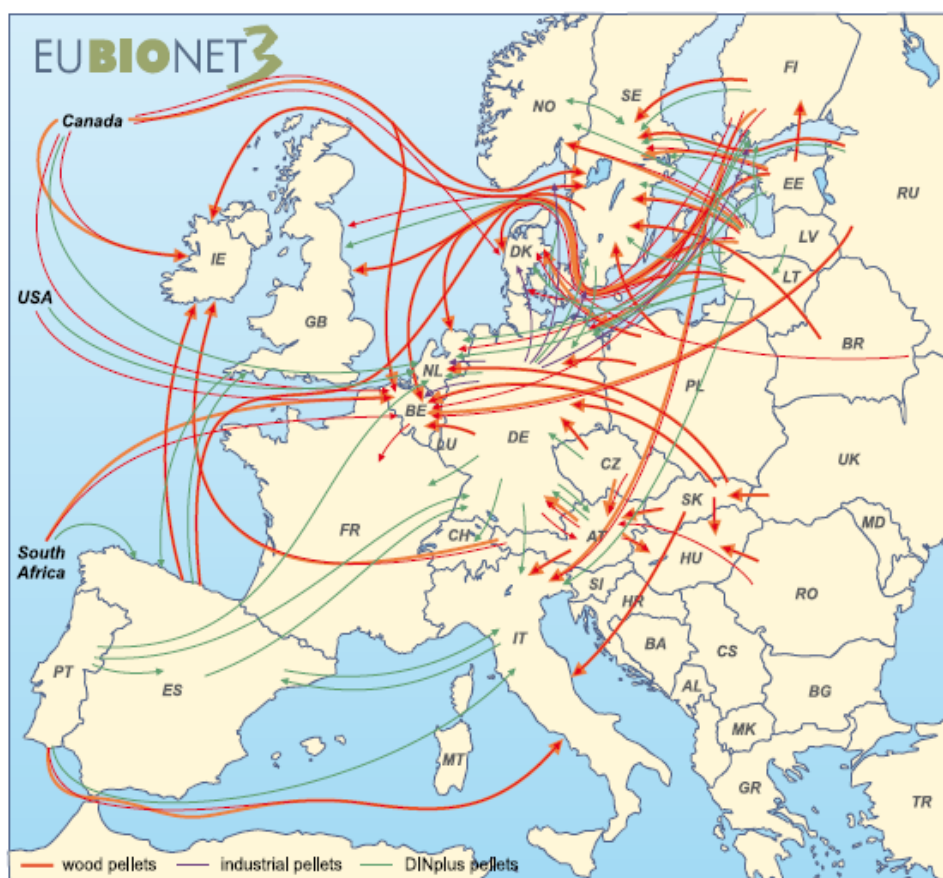 EUBIONET3
Canada
USA
South
Africa
NO
SE
FI
EE
RU
LV
LT
DK
IE
GB
NL
BE
LU
DE
PL
BR
CZ
UK
SK
FR
CH
AT
HU
MD
SI
HR
RO
IT
BA
CS
PT
ES
AL
BG
MK
MT
GR
TR
wood pellets industrial pellets DINplus pellets